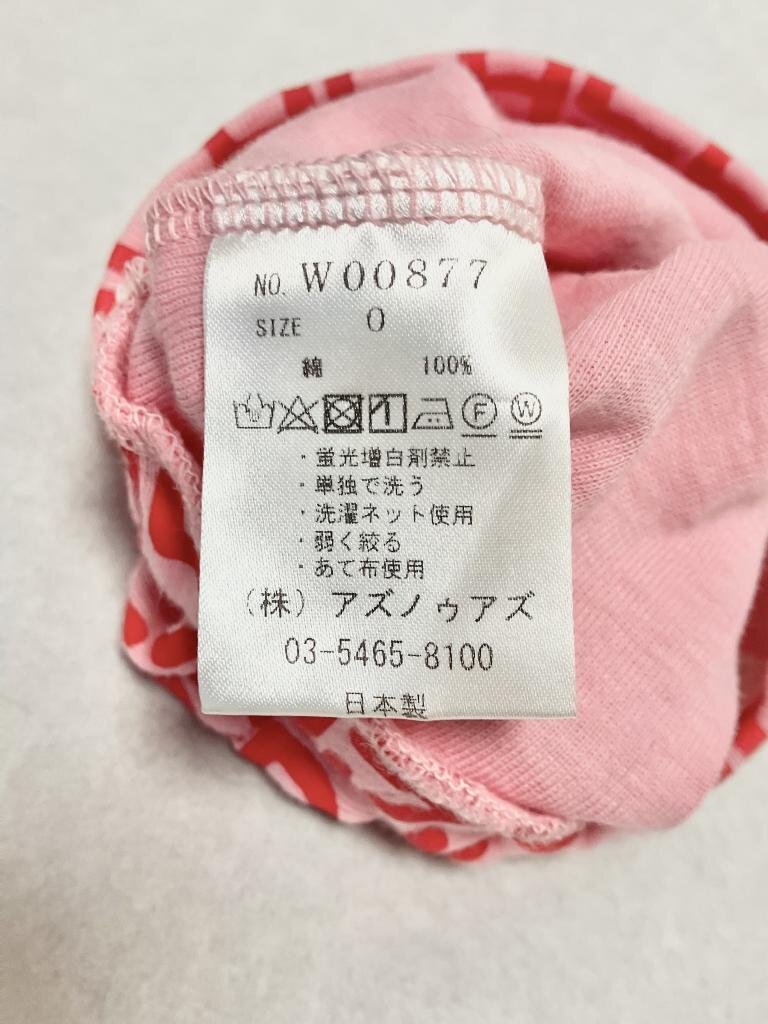 NO. W00877
SIZE 0
綿 100%
F W
・蛍光増白剤禁止
・単独で洗う
・洗濯ネット使用
・弱く絞る
・あて布使用
(株) アズノゥアズ
03-5465-8100
日本製